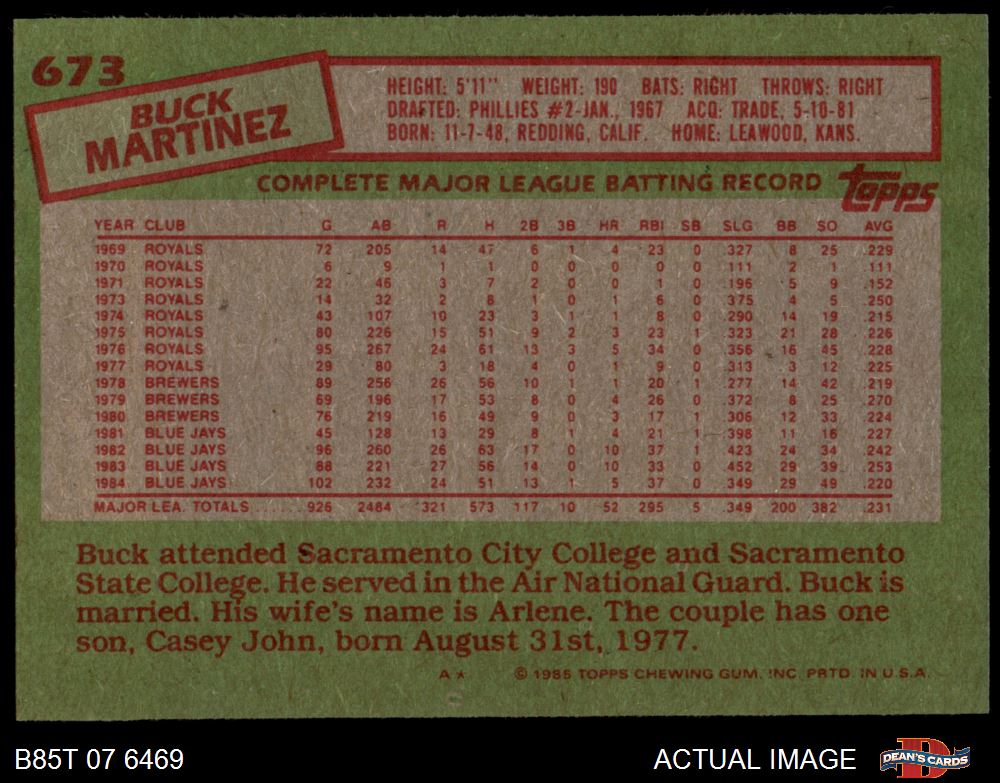 673
BUCK
MARTINEZ
HEIGHT: 5'11" WEIGHT: 190 BATS: RIGHT THROWS: RIGHT
DRAFTED: PHILLIES #2-JAN., 1967 ACQ: TRADE, 5-10-81
BORN: 11-7-48, REDDING, CALIF. HOME: LEAWOOD, KANS.
COMPLETE MAJOR LEAGUE BATTING RECORD
topps
YEAR CLUB G AB R H 2B 3B HR RBI SB SLG BB SO AVG
1969 ROYALS 72 205 14 47 6 1 4 23 0 .327 8 25 .229
1970 ROYALS 6 9 1 1 0 0 0 0 0 .111 2 1 .111
1971 ROYALS 22 46 3 7 2 0 0 1 0 .196 5 9 .152
1973 ROYALS 14 32 2 8 1 0 1 6 0 .375 4 5 .250
1974 ROYALS 43 107 10 23 3 1 1 8 0 .290 14 19 .215
1975 ROYALS 80 226 15 51 9 2 3 23 1 .323 21 28 .226
1976 ROYALS 95 267 24 61 13 3 5 34 0 .356 16 45 .228
1977 ROYALS 29 80 3 18 4 0 1 9 0 .313 3 12 .225
1978 BREWERS 89 256 26 56 10 1 1 20 1 .277 14 42 .219
1979 BREWERS 69 196 17 53 8 0 4 26 0 .372 8 25 .270
1980 BREWERS 76 219 16 49 9 0 3 17 1 .306 12 33 .224
1981 BLUE JAYS 45 128 13 29 8 1 4 21 1 .398 11 16 .227
1982 BLUE JAYS 96 260 26 63 17 0 10 37 1 .423 24 34 .242
1983 BLUE JAYS 88 221 27 56 14 0 10 33 0 .452 29 39 .253
1984 BLUE JAYS 102 232 24 51 13 1 5 37 0 .349 29 49 .220
MAJOR LEA. TOTALS ........ 926 2484 321 573 117 10 52 295 5 .349 200 382 .231
Buck attended Sacramento City College and Sacramento
State College. He served in the Air National Guard. Buck is
married. His wife's name is Arlene. The couple has one
son, Casey John, born August 31st, 1977.
A* © 1985 TOPPS CHEWING GUM, INC. PRTD. IN U.S.A.
B85T 07 6469 ACTUAL IMAGE DEAN'S CARDS